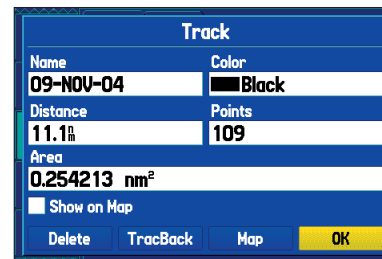 Track
Name Color
09-NOV-04 Black
Distance Points
11.1nm 109
Area
0.254213 nm²
Show on Map
Delete TracBack Map OK